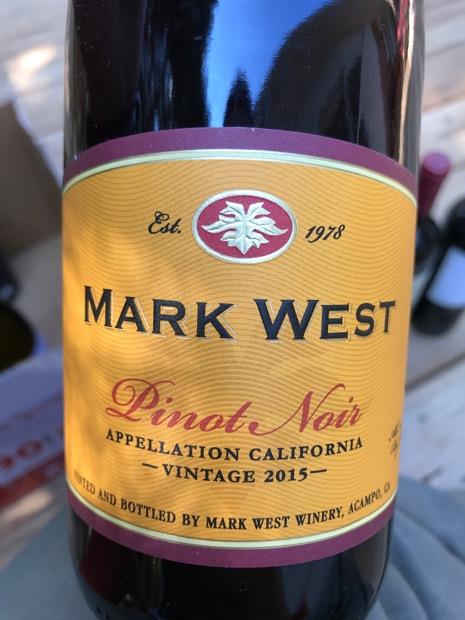 Est. 1978
MARK WEST
Pinot Noir
APPELLATION CALIFORNIA
—VINTAGE 2015—
AND BOTTLED BY MARK WEST WINERY, ACAMPO, CA